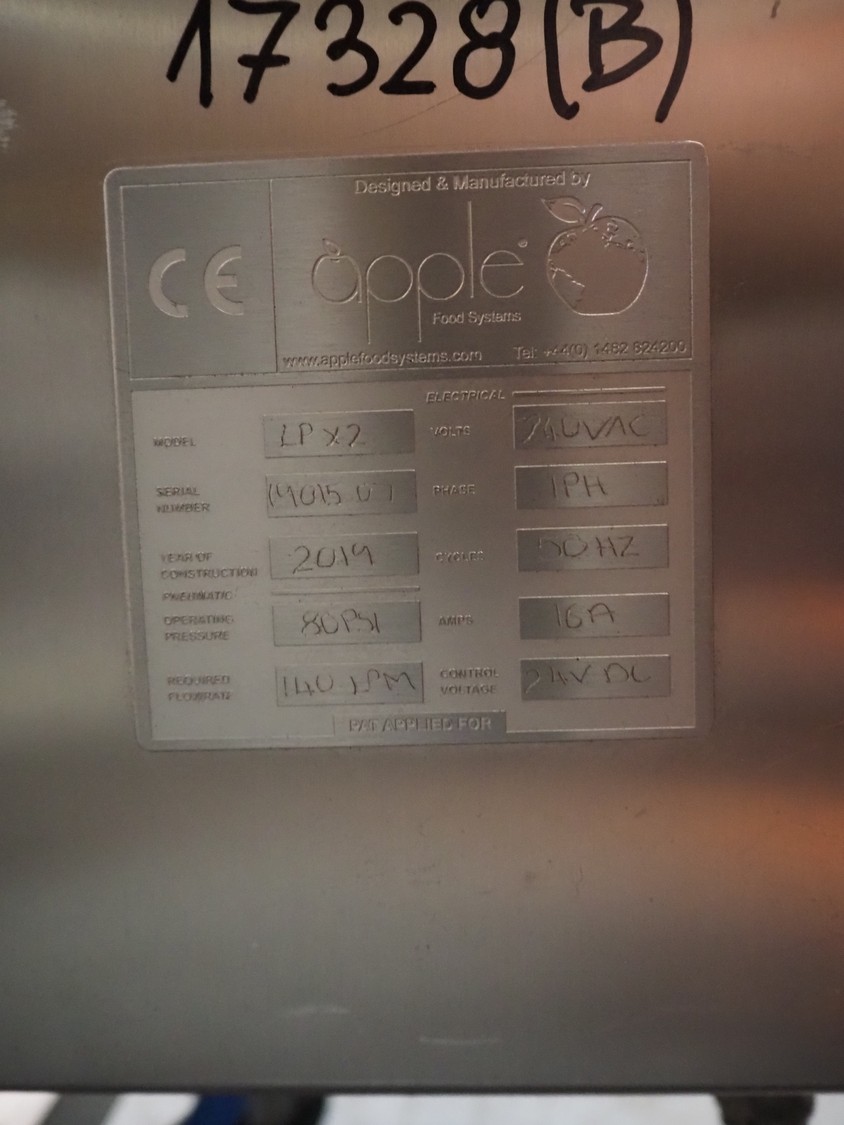 17328(B)
Designed & Manufactured by
CE
apple®
Food Systems
www.applefoodsystems.com Tel: +44(0) 1482 824200
ELECTRICAL
MODEL LPX2 VOLTS 240VAC
SERIAL
NUMBER PHASE 1PH
YEAR OF
CONSTRUCTION 2019 CYCLES 50HZ
PNEUMATIC
OPERATING
PRESSURE 80PSI AMPS 16A
REQUIRED
FLOWRATE 140 LPM CONTROL
VOLTAGE 24V DC
PAT APPLIED FOR